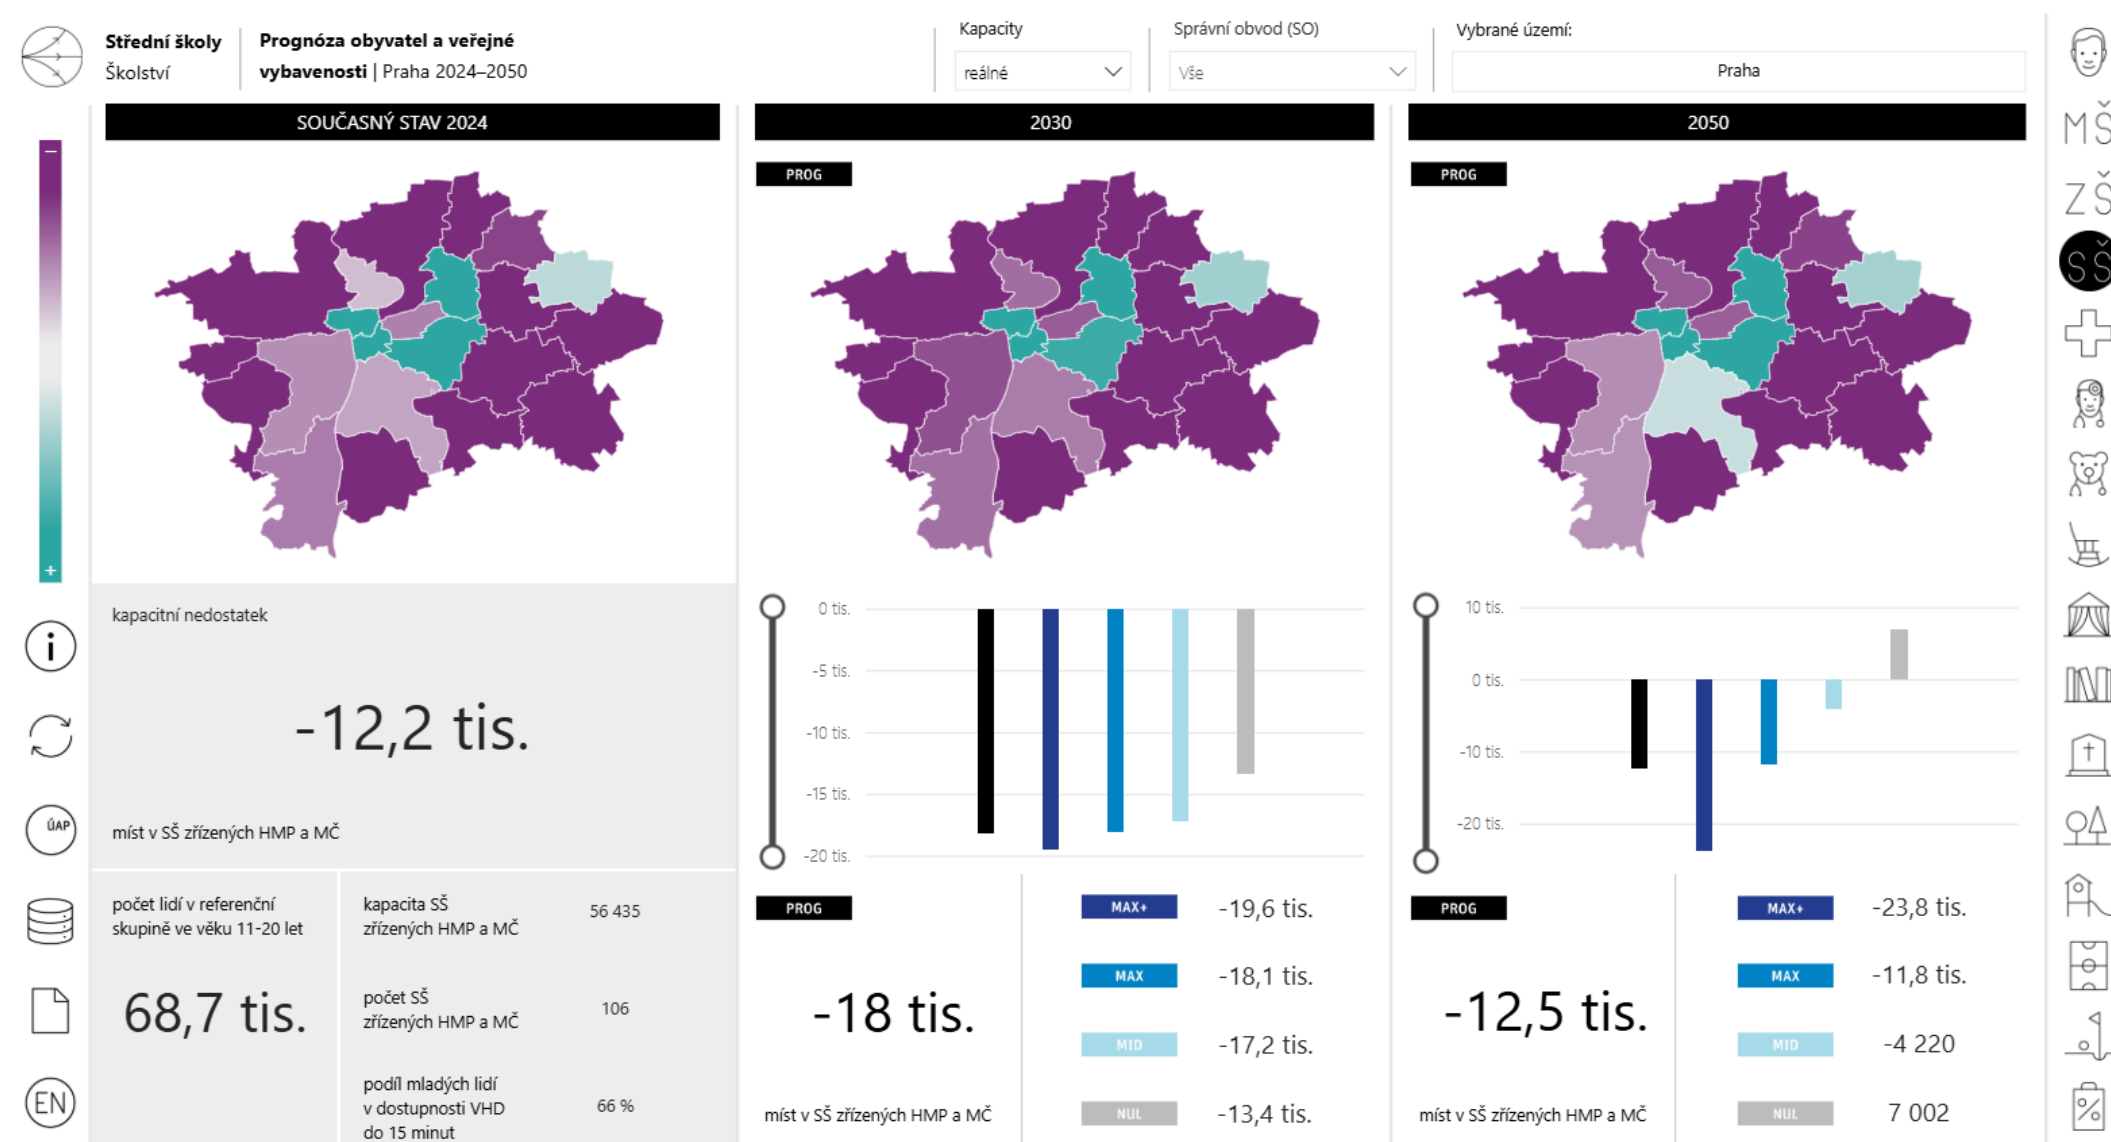 Střední školy
Školství
Prognóza obyvatel a veřejné
vybavenosti | Praha 2024–2050
Kapacity
reálné
Správní obvod (SO)
Vše
Vybrané území:
Praha
SOUČASNÝ STAV 2024
2030
2050
–
+
PROG
PROG
MŠ
ZŠ
SŠ
kapacitní nedostatek
-12,2 tis.
míst v SŠ zřízených HMP a MČ
0 tis.
-5 tis.
-10 tis.
-15 tis.
-20 tis.
10 tis.
0 tis.
-10 tis.
-20 tis.
i
ÚAP
EN
počet lidí v referenční
skupině ve věku 11-20 let
68,7 tis.
kapacita SŠ
zřízených HMP a MČ
56 435
počet SŠ
zřízených HMP a MČ
106
podíl mladých lidí
v dostupnosti VHD
do 15 minut
66 %
PROG
-18 tis.
míst v SŠ zřízených HMP a MČ
MAX+ -19,6 tis.
MAX -18,1 tis.
MID -17,2 tis.
NUL -13,4 tis.
PROG
-12,5 tis.
míst v SŠ zřízených HMP a MČ
MAX+ -23,8 tis.
MAX -11,8 tis.
MID -4 220
NUL 7 002
%